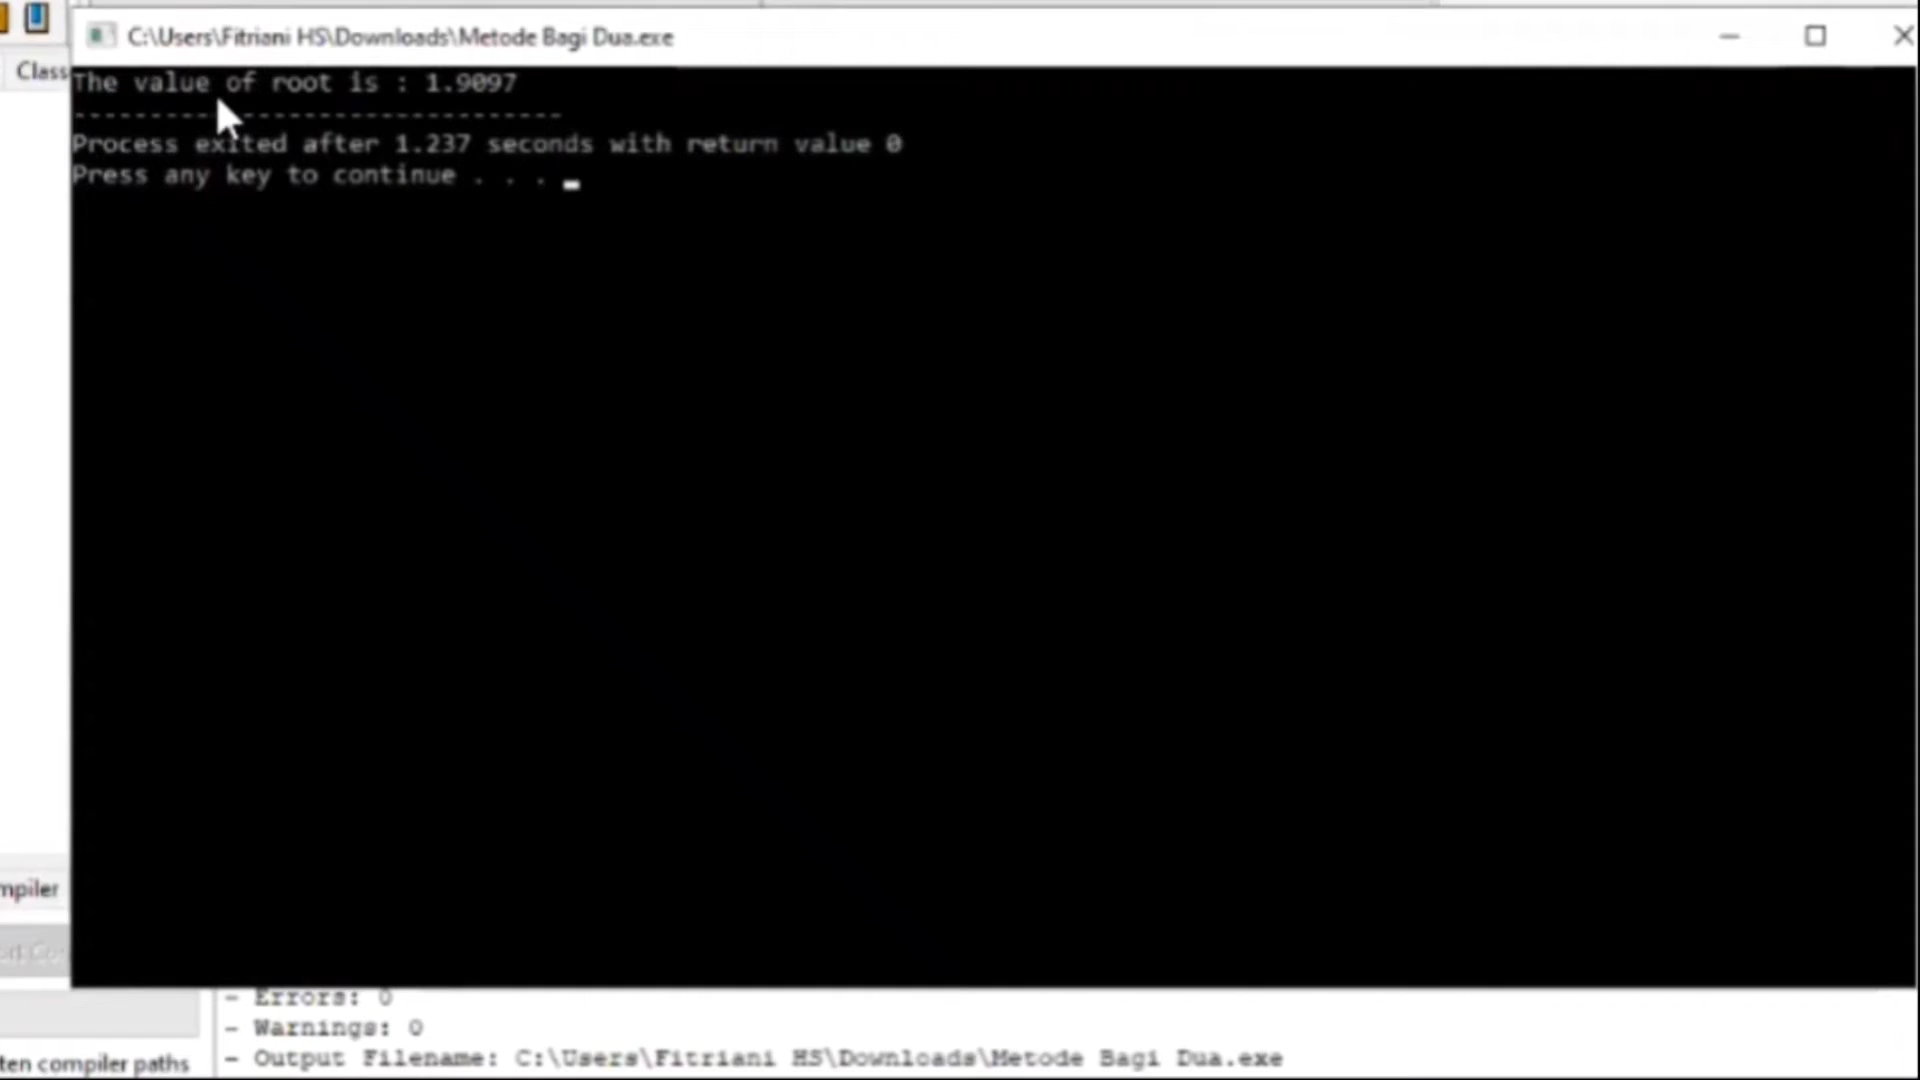 C:\Users\Fitriani HS\Downloads\Metode Bagi Dua.exe
Class
The value of root is : 1.9097
--------------------------------
Process exited after 1.237 seconds with return value 0
Press any key to continue . . .
mpiler
- Errors: 0
- Warnings: 0
ten compiler paths
- Output Filename: C:\Users\Fitriani HS\Downloads\Metode Bagi Dua.exe